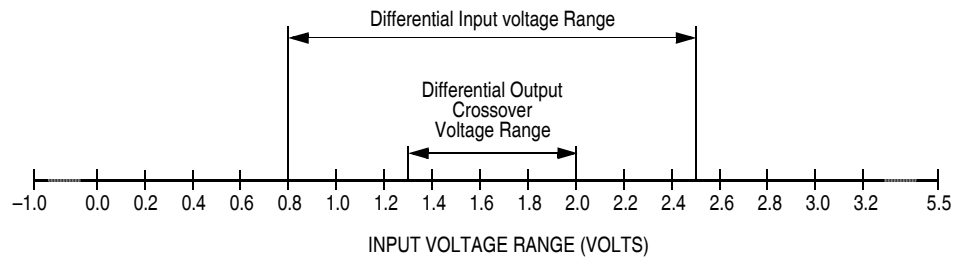 Differential Input voltage Range
Differential Output
Crossover
Voltage Range
–1.0 0.0 0.2 0.4 0.6 0.8 1.0 1.2 1.4 1.6 1.8 2.0 2.2 2.4 2.6 2.8 3.0 3.2 5.5
INPUT VOLTAGE RANGE (VOLTS)